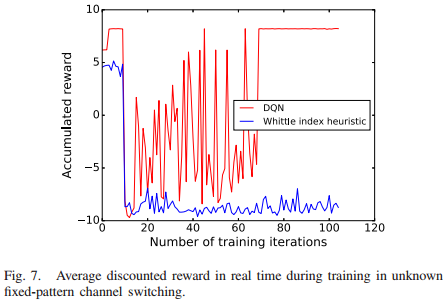 10
5
0
−5
−10
Accumulated reward
DQN
Whittle index heuristic
0 20 40 60 80 100 120
Number of training iterations
Fig. 7. Average discounted reward in real time during training in unknown
fixed-pattern channel switching.